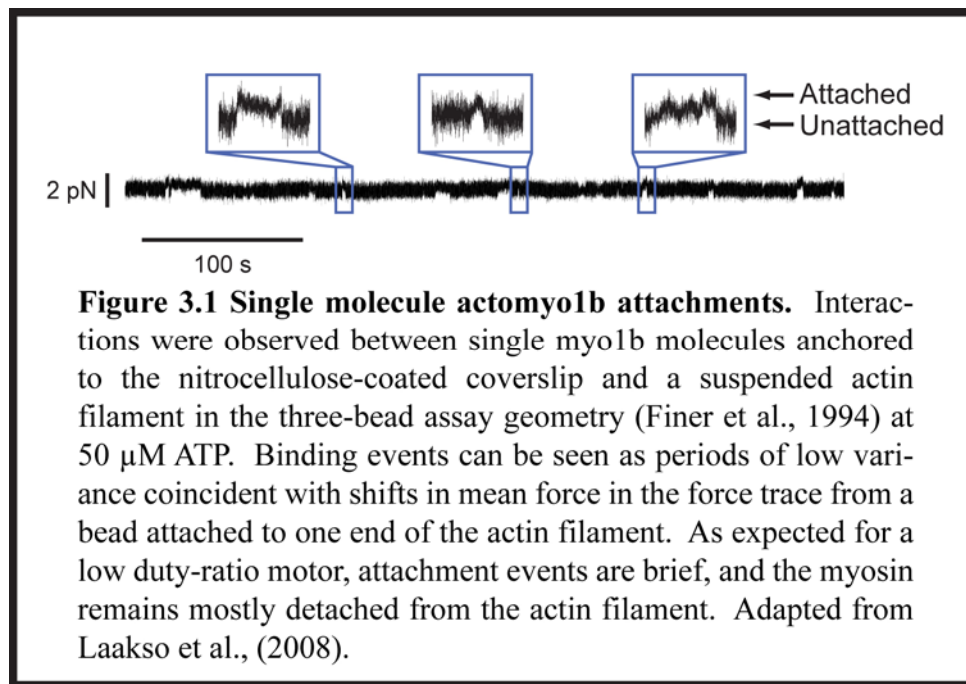 Attached
Unattached
2 pN
100 s
Figure 3.1 Single molecule actomyo1b attachments. Interac-
tions were observed between single myo1b molecules anchored
to the nitrocellulose-coated coverslip and a suspended actin
filament in the three-bead assay geometry (Finer et al., 1994) at
50 µM ATP. Binding events can be seen as periods of low vari-
ance coincident with shifts in mean force in the force trace from a
bead attached to one end of the actin filament. As expected for a
low duty-ratio motor, attachment events are brief, and the myosin
remains mostly detached from the actin filament. Adapted from
Laakso et al., (2008).